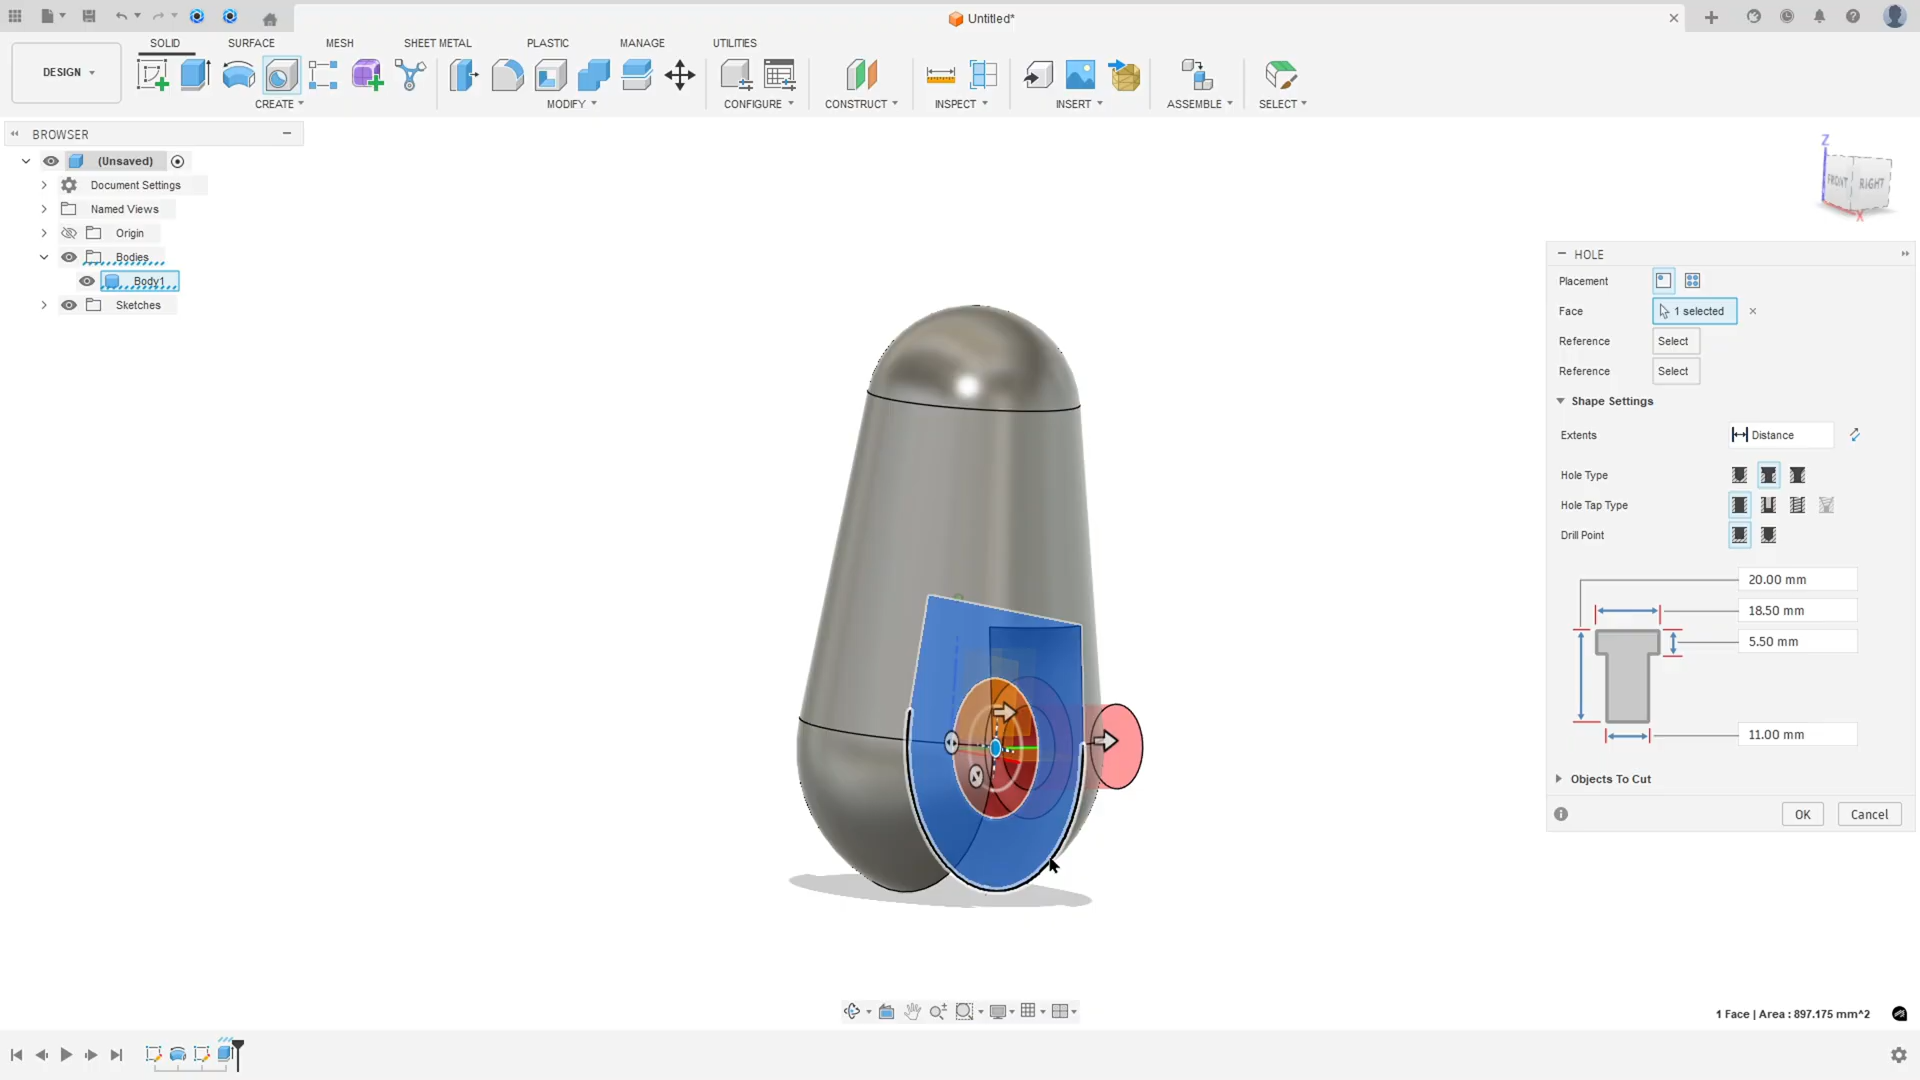 Untitled*
DESIGN
SOLID SURFACE MESH SHEET METAL PLASTIC MANAGE UTILITIES
CREATE MODIFY CONFIGURE CONSTRUCT INSPECT INSERT ASSEMBLE SELECT
BROWSER
(Unsaved)
Document Settings
Named Views
Origin
Bodies
Body1
Sketches
Z
FRONT RIGHT
X
HOLE
Placement
Face 1 selected
Reference Select
Reference Select
Shape Settings
Extents Distance
Hole Type
Hole Tap Type
Drill Point
20.00 mm
18.50 mm
5.50 mm
11.00 mm
Objects To Cut
OK Cancel
1 Face | Area : 897.175 mm^2